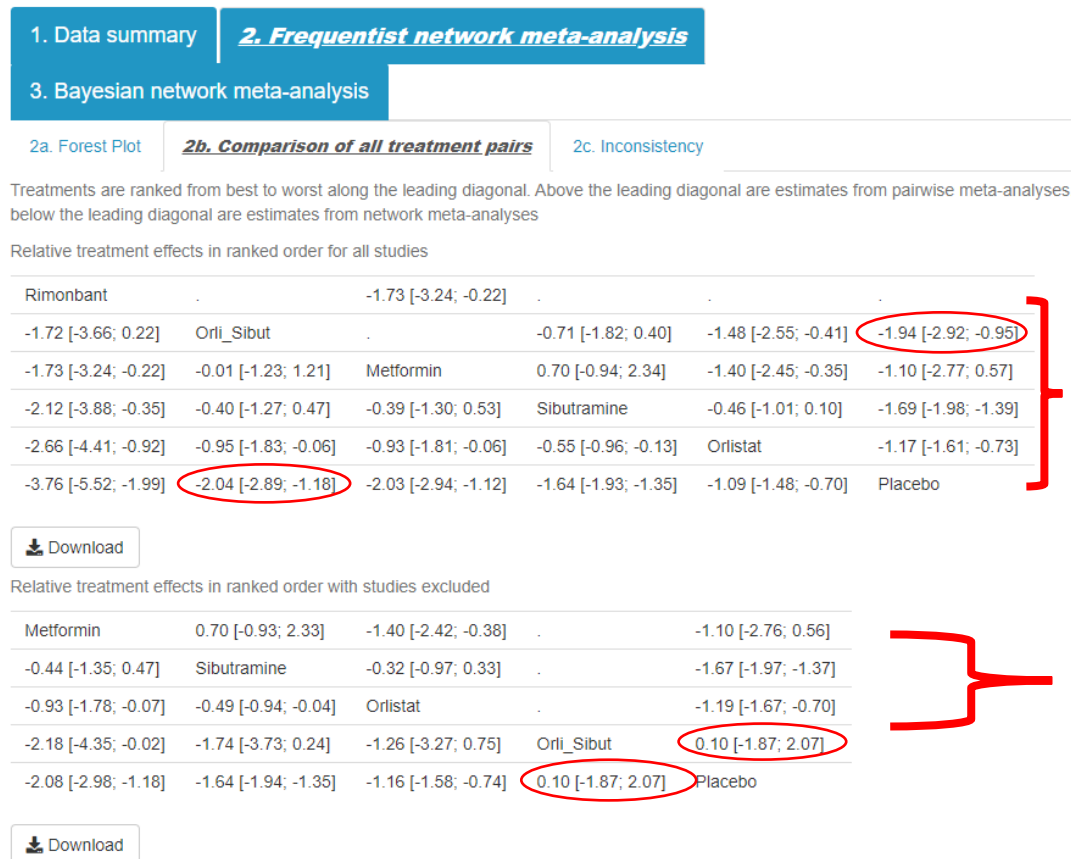 1. Data summary 2. Frequentist network meta-analysis
3. Bayesian network meta-analysis
2a. Forest Plot 2b. Comparison of all treatment pairs 2c. Inconsistency
Treatments are ranked from best to worst along the leading diagonal. Above the leading diagonal are estimates from pairwise meta-analyses
below the leading diagonal are estimates from network meta-analyses
Relative treatment effects in ranked order for all studies
Rimonbant . -1.73 [-3.24; -0.22] . . .
-1.72 [-3.66; 0.22] Orli_Sibut . -0.71 [-1.82; 0.40] -1.48 [-2.55; -0.41] -1.94 [-2.92; -0.95]
-1.73 [-3.24; -0.22] -0.01 [-1.23; 1.21] Metformin 0.70 [-0.94; 2.34] -1.40 [-2.45; -0.35] -1.10 [-2.77; 0.57]
-2.12 [-3.88; -0.35] -0.40 [-1.27; 0.47] -0.39 [-1.30; 0.53] Sibutramine -0.46 [-1.01; 0.10] -1.69 [-1.98; -1.39]
-2.66 [-4.41; -0.92] -0.95 [-1.83; -0.06] -0.93 [-1.81; -0.06] -0.55 [-0.96; -0.13] Orlistat -1.17 [-1.61; -0.73]
-3.76 [-5.52; -1.99] -2.04 [-2.89; -1.18] -2.03 [-2.94; -1.12] -1.64 [-1.93; -1.35] -1.09 [-1.48; -0.70] Placebo
Download
Relative treatment effects in ranked order with studies excluded
Metformin 0.70 [-0.93; 2.33] -1.40 [-2.42; -0.38] . -1.10 [-2.76; 0.56]
-0.44 [-1.35; 0.47] Sibutramine -0.32 [-0.97; 0.33] . -1.67 [-1.97; -1.37]
-0.93 [-1.78; -0.07] -0.49 [-0.94; -0.04] Orlistat . -1.19 [-1.67; -0.70]
-2.18 [-4.35; -0.02] -1.74 [-3.73; 0.24] -1.26 [-3.27; 0.75] Orli_Sibut 0.10 [-1.87; 2.07]
-2.08 [-2.98; -1.18] -1.64 [-1.94; -1.35] -1.16 [-1.58; -0.74] 0.10 [-1.87; 2.07] Placebo
Download